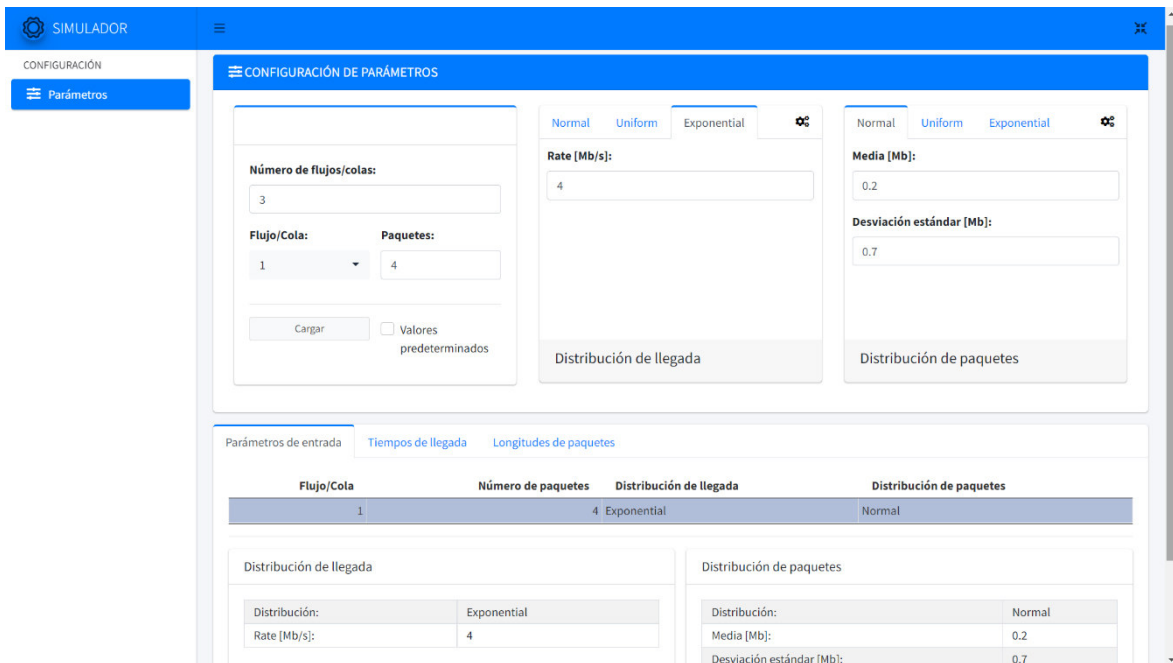 SIMULADOR
CONFIGURACIÓN
Parámetros
CONFIGURACIÓN DE PARÁMETROS
Número de flujos/colas:
3
Flujo/Cola: Paquetes:
1 4
Cargar Valores
predeterminados
Normal Uniform Exponential
Rate [Mb/s]:
4
Distribución de llegada
Normal Uniform Exponential
Media [Mb]:
0.2
Desviación estándar [Mb]:
0.7
Distribución de paquetes
Parámetros de entrada Tiempos de llegada Longitudes de paquetes
Flujo/Cola Número de paquetes Distribución de llegada Distribución de paquetes
1 4 Exponential Normal
Distribución de llegada
Distribución: Exponential
Rate [Mb/s]: 4
Distribución de paquetes
Distribución: Normal
Media [Mb]: 0.2
Desviación estándar [Mb]: 0.7